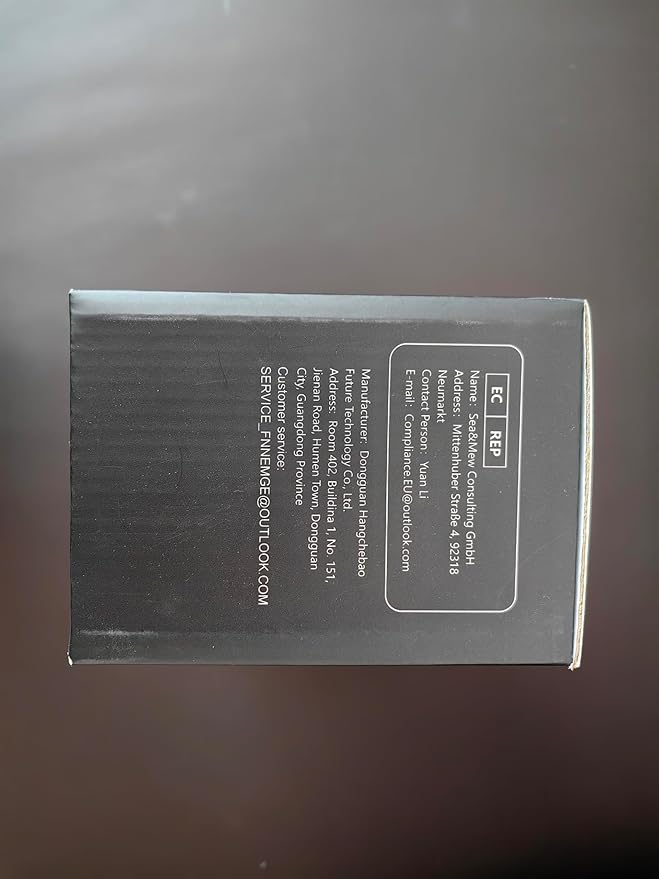 EC REP
Name: Sea&Mew Consulting GmbH
Address: Mittenhuber Straße 4, 92318
Neumarkt
Contact Person: Yuan Li
E-mail: Compliance.EU@outlook.com
Manufacturer: Dongguan Hangchebao
Future Technology Co., Ltd.
Address: Room 402, Buildina 1, No. 151,
Jienan Road, Humen Town, Dongguan
City, Guangdong Province
Customer service:
SERVICE_FNNEMGE@OUTLOOK.COM